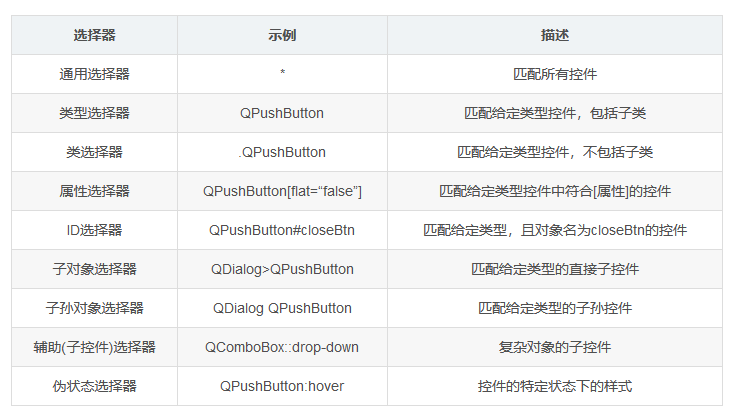 选择器 示例 描述
通用选择器 * 匹配所有控件
类型选择器 QPushButton 匹配给定类型控件，包括子类
类选择器 .QPushButton 匹配给定类型控件，不包括子类
属性选择器 QPushButton[flat=“false”] 匹配给定类型控件中符合[属性]的控件
ID选择器 QPushButton#closeBtn 匹配给定类型，且对象名为closeBtn的控件
子对象选择器 QDialog>QPushButton 匹配给定类型的直接子控件
子孙对象选择器 QDialog QPushButton 匹配给定类型的子孙控件
辅助(子控件)选择器 QComboBox::drop-down 复杂对象的子控件
伪状态选择器 QPushButton:hover 控件的特定状态下的样式